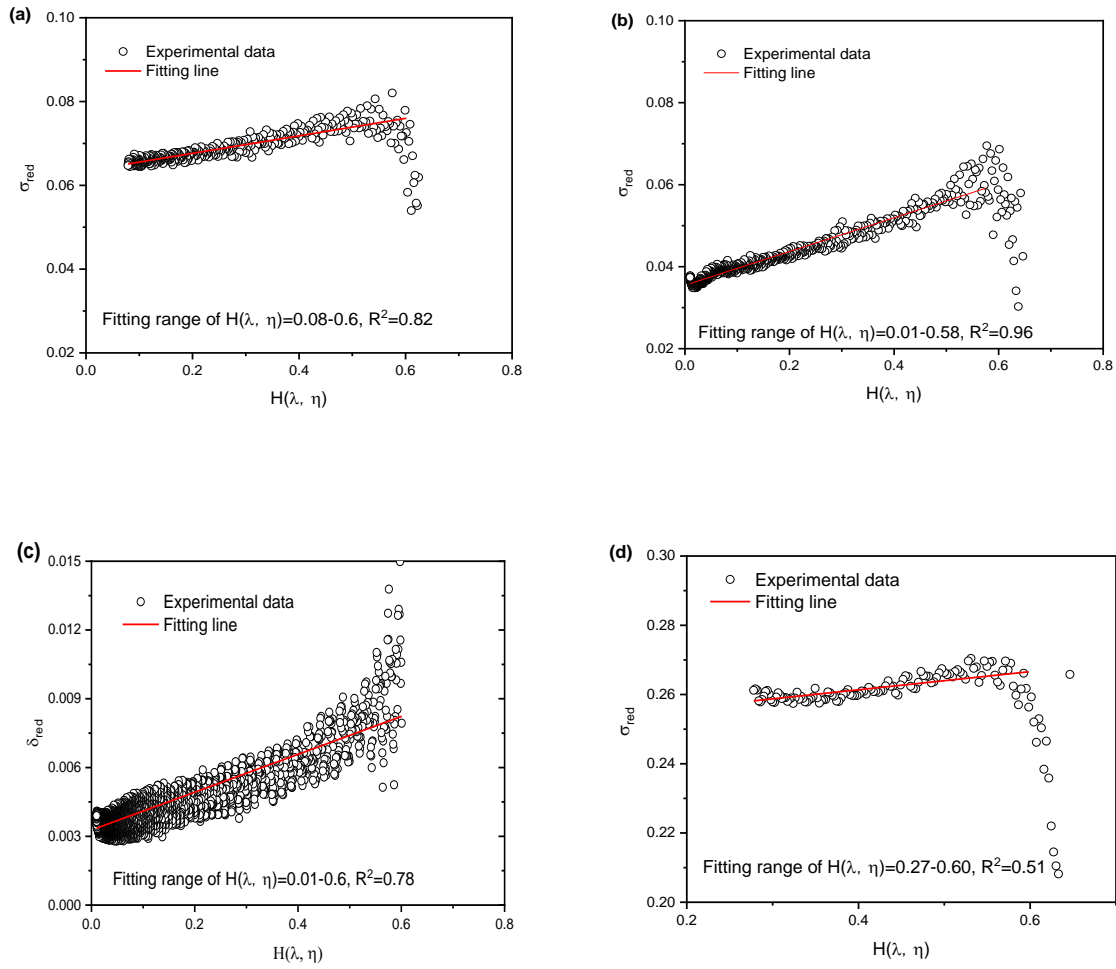 (a)
0.10
0.08
0.06
0.04
0.02
σred
Experimental data
Fitting line
Fitting range of H(λ, η)=0.08-0.6, R²=0.82
0.0 0.2 0.4 0.6 0.8
H(λ, η)
(b)
0.10
0.08
0.06
0.04
0.02
σred
Experimental data
Fitting line
Fitting range of H(λ, η)=0.01-0.58, R²=0.96
0.0 0.2 0.4 0.6 0.8
H(λ, η)
(c)
0.015
0.012
0.009
0.006
0.003
0.000
δred
Experimental data
Fitting line
Fitting range of H(λ, η)=0.01-0.6, R²=0.78
0.0 0.2 0.4 0.6 0.8
H(λ, η)
(d)
0.30
0.28
0.26
0.24
0.22
0.20
σred
Experimental data
Fitting line
Fitting range of H(λ, η)=0.27-0.60, R²=0.51
0.2 0.4 0.6
H(λ, η)